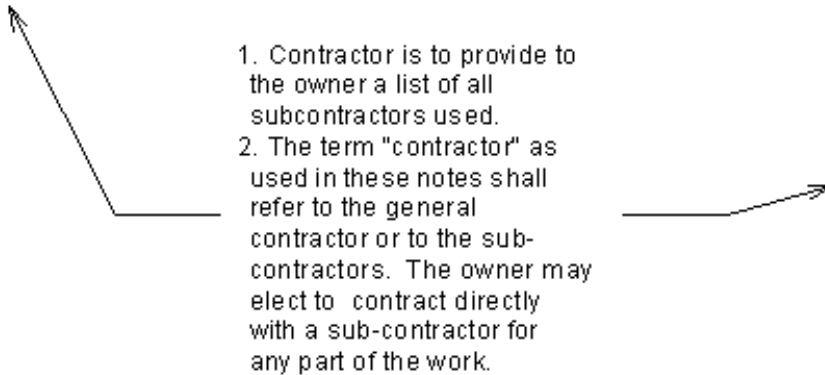 1. Contractor is to provide to
the owner a list of all
subcontractors used.
2. The term "contractor" as
used in these notes shall
refer to the general
contractor or to the sub-
contractors.  The owner may
elect to  contract directly
with a sub-contractor for
any part of the work.